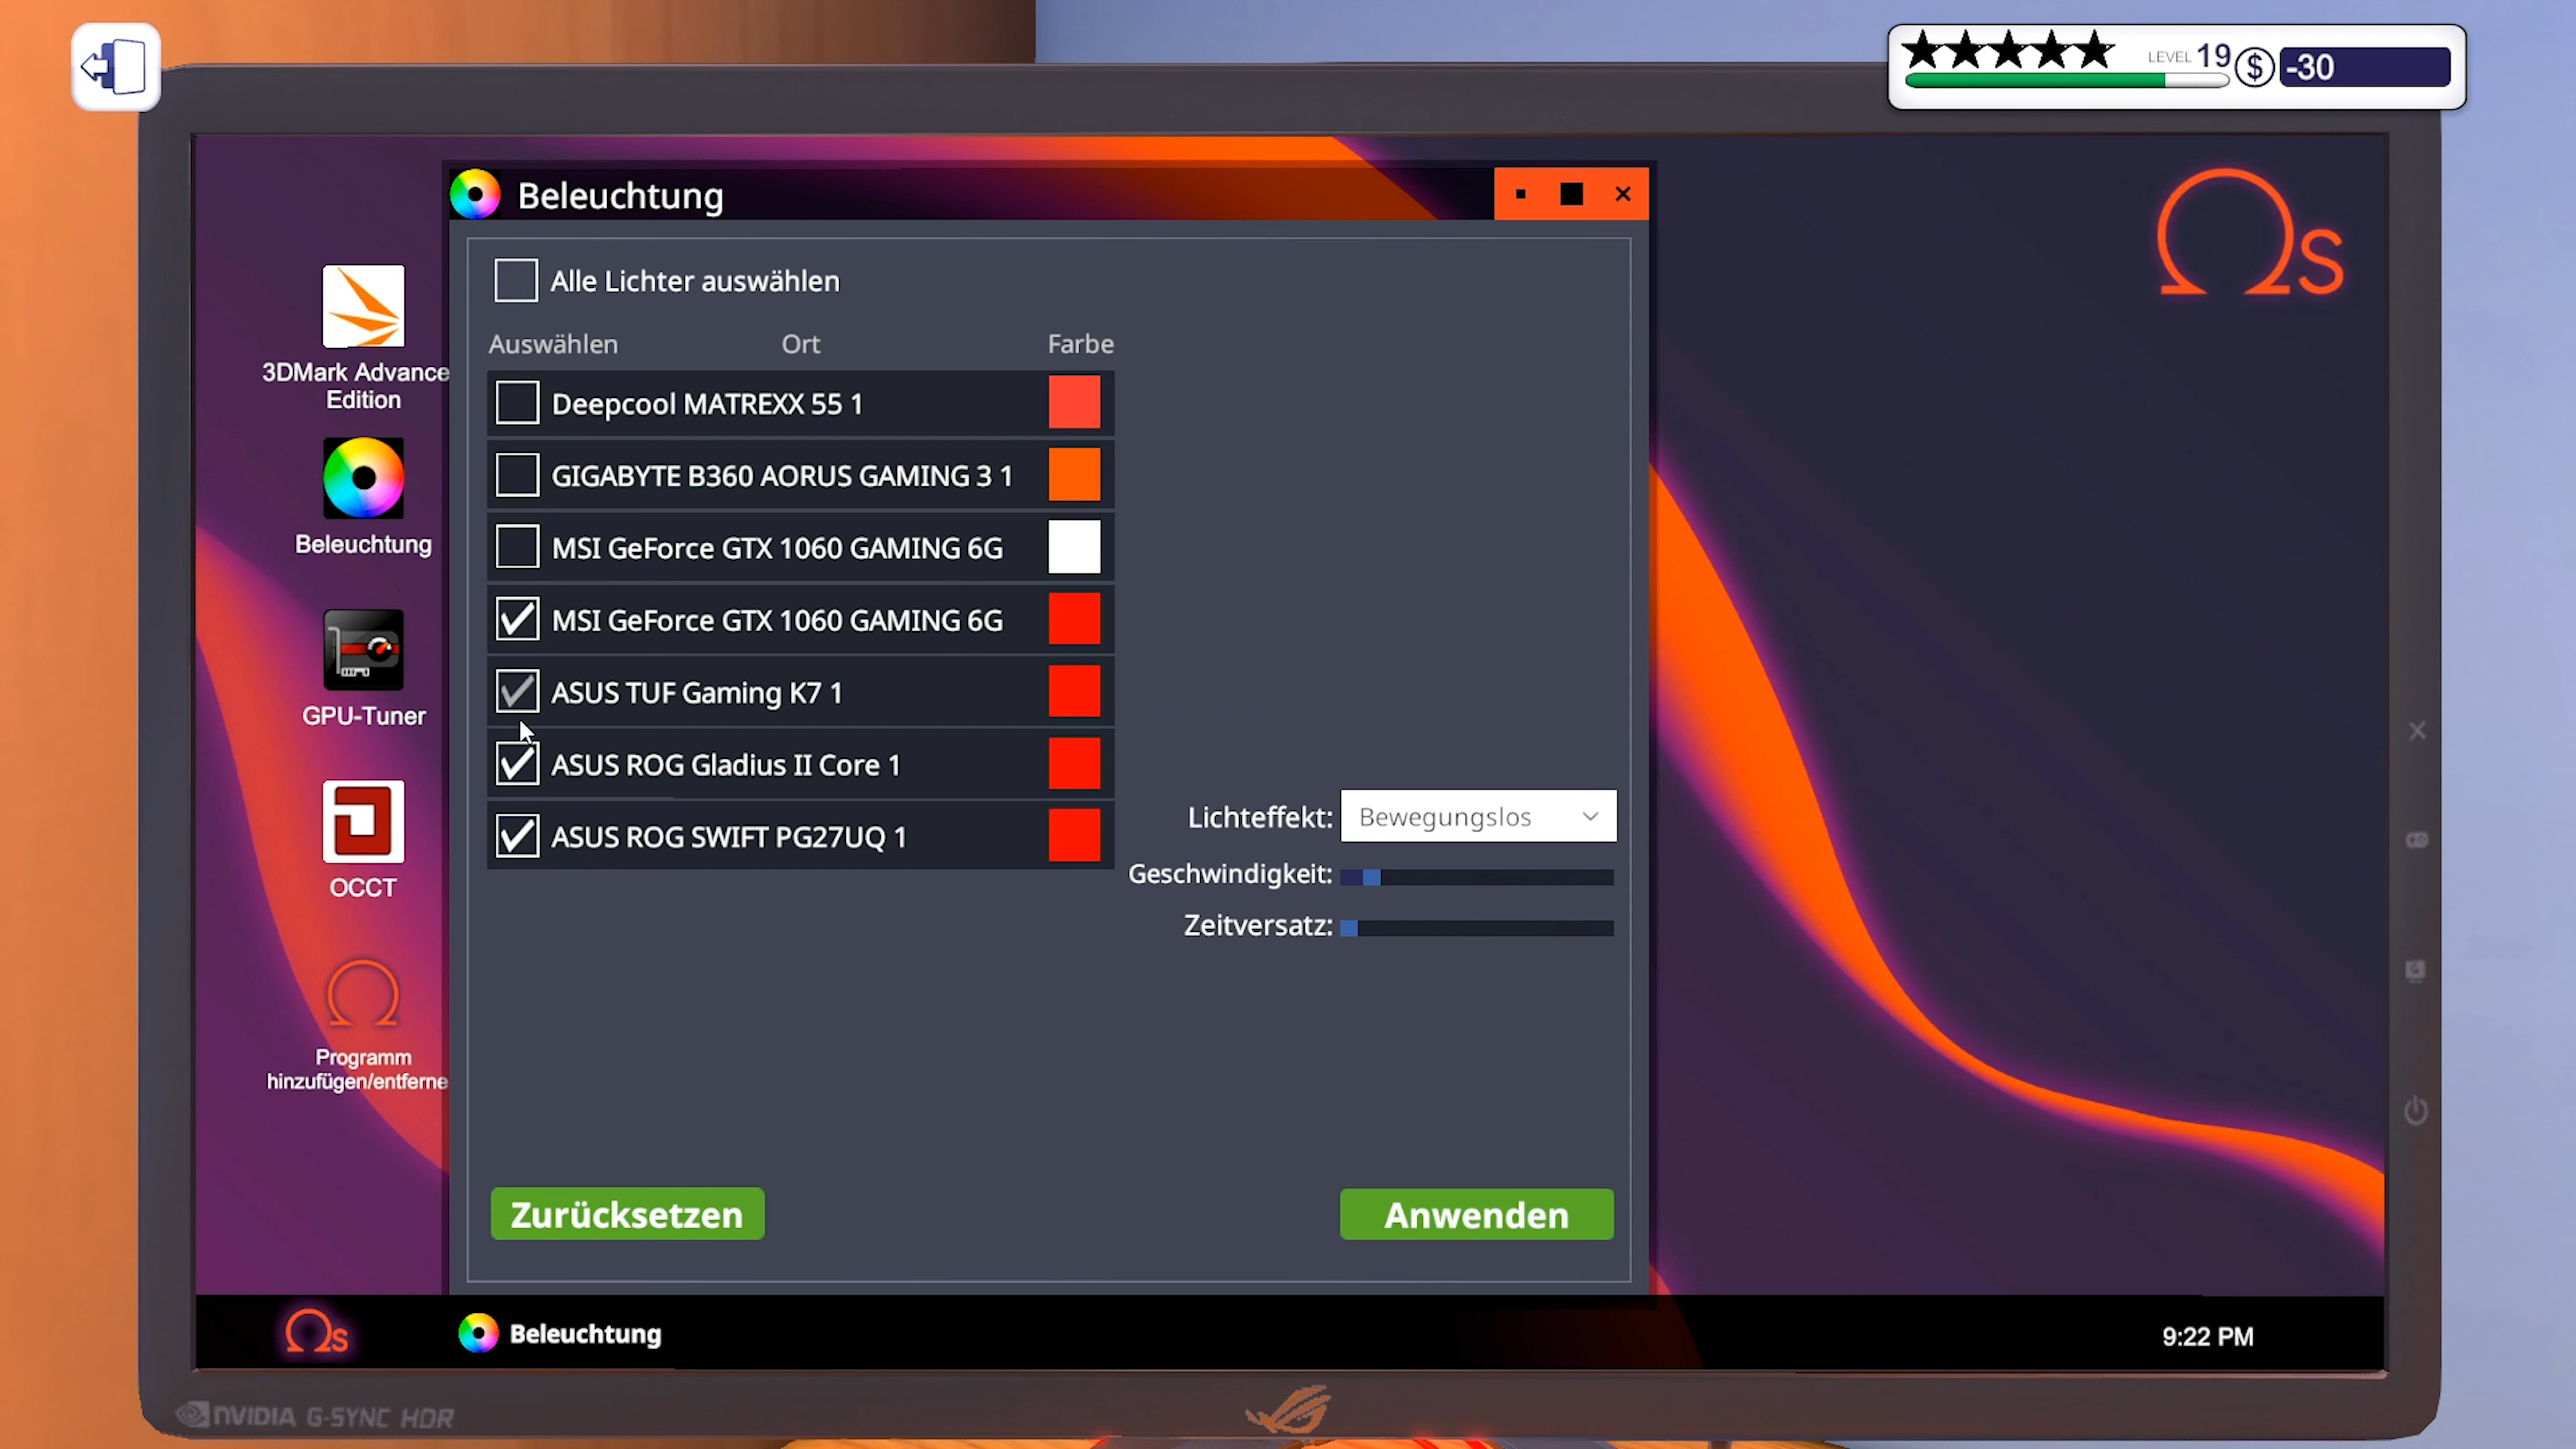 LEVEL 19 $ -30
Beleuchtung
Alle Lichter auswählen
Auswählen Ort Farbe
Deepcool MATREXX 55 1
GIGABYTE B360 AORUS GAMING 3 1
MSI GeForce GTX 1060 GAMING 6G
MSI GeForce GTX 1060 GAMING 6G
ASUS TUF Gaming K7 1
ASUS ROG Gladius II Core 1
ASUS ROG SWIFT PG27UQ 1
Lichteffekt: Bewegungslos
Geschwindigkeit:
Zeitversatz:
Zurücksetzen Anwenden
3DMark Advance
Edition
Beleuchtung
GPU-Tuner
OCCT
Programm
hinzufügen/entferne
Ωs
Ωs Beleuchtung 9:22 PM
NVIDIA G-SYNC HDR